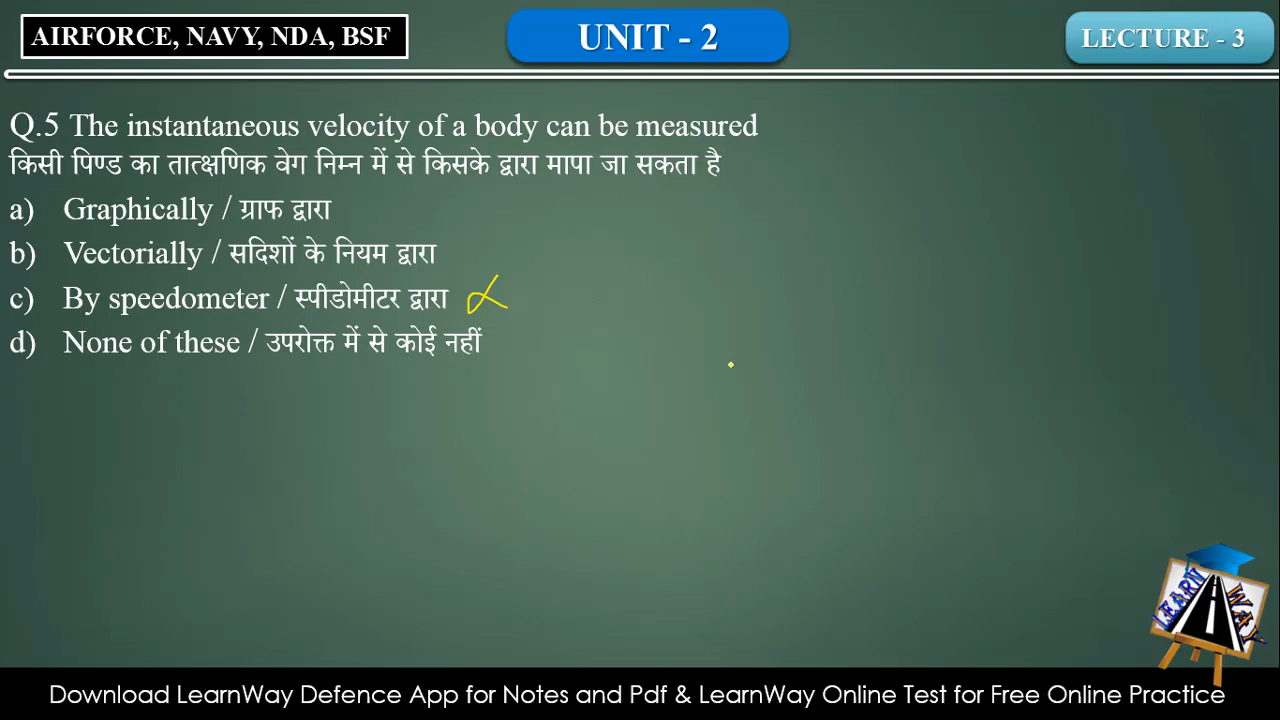 AIRFORCE, NAVY, NDA, BSF
UNIT - 2
LECTURE - 3
Q.5 The instantaneous velocity of a body can be measured
किसी पिण्ड का तात्क्षणिक वेग निम्न में से किसके द्वारा मापा जा सकता है
a) Graphically / ग्राफ द्वारा
b) Vectorially / सदिशों के नियम द्वारा
c) By speedometer / स्पीडोमीटर द्वारा
d) None of these / उपरोक्त में से कोई नहीं
LEARN WAY
Download LearnWay Defence App for Notes and Pdf & LearnWay Online Test for Free Online Practice